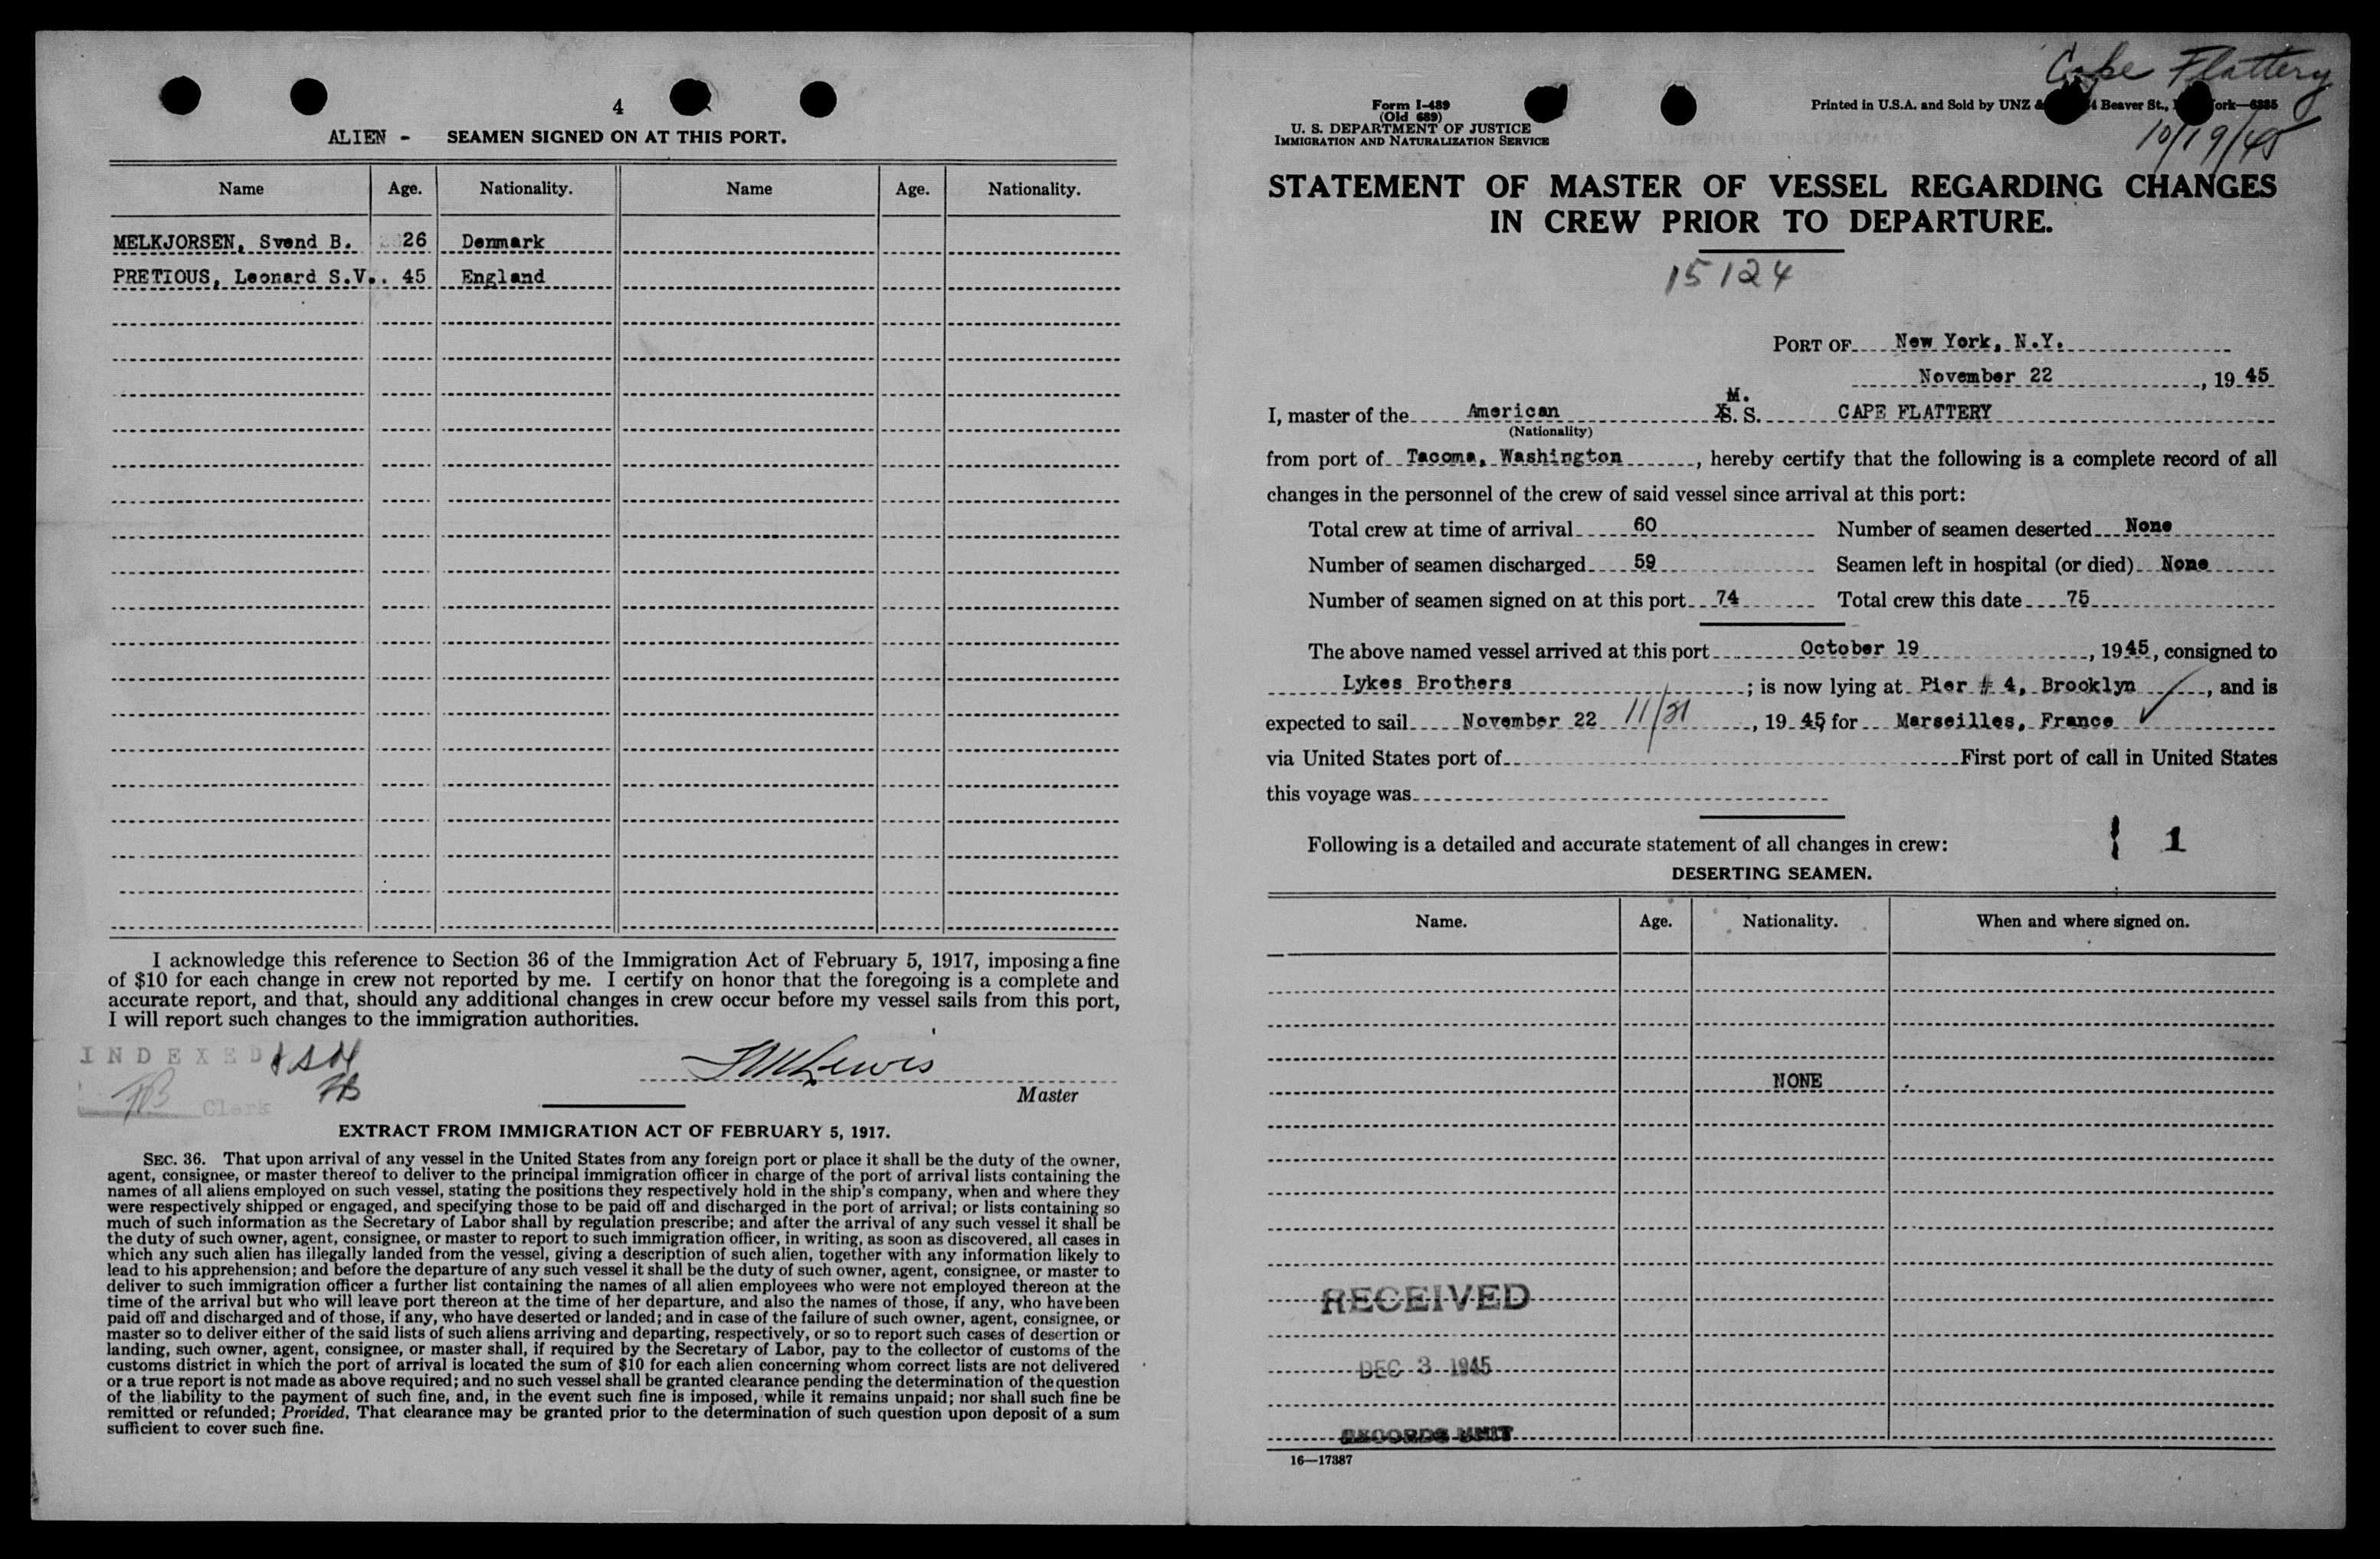 4
ALIEN - SEAMEN SIGNED ON AT THIS PORT.
Name Age. Nationality. Name Age. Nationality.
MELKJORSEN, Svend B. 26 Denmark
PRETIOUS, Leonard S.V. 45 England
I acknowledge this reference to Section 36 of the Immigration Act of February 5, 1917, imposing a fine
of $10 for each change in crew not reported by me. I certify on honor that the foregoing is a complete and
accurate report, and that, should any additional changes in crew occur before my vessel sails from this port,
I will report such changes to the immigration authorities.
INDEXED
Clerk
Lewis
Master
EXTRACT FROM IMMIGRATION ACT OF FEBRUARY 5, 1917.
SEC. 36. That upon arrival of any vessel in the United States from any foreign port or place it shall be the duty of the owner,
agent, consignee, or master thereof to deliver to the principal immigration officer in charge of the port of arrival lists containing the
names of all aliens employed on such vessel, stating the positions they respectively hold in the ship's company, when and where they
were respectively shipped or engaged, and specifying those to be paid off and discharged in the port of arrival; or lists containing so
much of such information as the Secretary of Labor shall by regulation prescribe; and after the arrival of any such vessel it shall be
the duty of such owner, agent, consignee, or master to report to such immigration officer, in writing, as soon as discovered, all cases in
which any such alien has illegally landed from the vessel, giving a description of such alien, together with any information likely to
lead to his apprehension; and before the departure of any such vessel it shall be the duty of such owner, agent, consignee, or master to
deliver to such immigration officer a further list containing the names of all alien employees who were not employed thereon at the
time of the arrival but who will leave port thereon at the time of her departure, and also the names of those, if any, who have been
paid off and discharged and of those, if any, who have deserted or landed; and in case of the failure of such owner, agent, consignee, or
master so to deliver either of the said lists of such aliens arriving and departing, respectively, or so to report such cases of desertion or
landing, such owner, agent, consignee, or master shall, if required by the Secretary of Labor, pay to the collector of customs of the
customs district in which the port of arrival is located the sum of $10 for each alien concerning whom correct lists are not delivered
or a true report is not made as above required; and no such vessel shall be granted clearance pending the determination of the question
of the liability to the payment of such fine, and, in the event such fine is imposed, while it remains unpaid; nor shall such fine be
remitted or refunded; Provided, That clearance may be granted prior to the determination of such question upon deposit of a sum
sufficient to cover such fine.
Cape Flattery
Form I-489
(Old 689)
U. S. DEPARTMENT OF JUSTICE
IMMIGRATION AND NATURALIZATION SERVICE
Printed in U.S.A. and Sold by UNZ & Beaver St.,
10/19/45
STATEMENT OF MASTER OF VESSEL REGARDING CHANGES
IN CREW PRIOR TO DEPARTURE.
15124
PORT OF New York, N.Y.
November 22, 19 45
M.
I, master of the American S. S. CAPE FLATTERY
(Nationality)
from port of Tacoma, Washington, hereby certify that the following is a complete record of all
changes in the personnel of the crew of said vessel since arrival at this port:
Total crew at time of arrival 60 Number of seamen deserted None
Number of seamen discharged 59 Seamen left in hospital (or died) None
Number of seamen signed on at this port 74 Total crew this date 75
The above named vessel arrived at this port October 19, 1945, consigned to
Lykes Brothers; is now lying at Pier # 4, Brooklyn, and is
expected to sail November 22 11/21, 19 45 for Marseilles, France
via United States port of First port of call in United States
this voyage was
Following is a detailed and accurate statement of all changes in crew: 1
DESERTING SEAMEN.
Name. Age. Nationality. When and where signed on.
NONE
RECEIVED
DEC 3 1945
RECORDS UNIT
16—17387